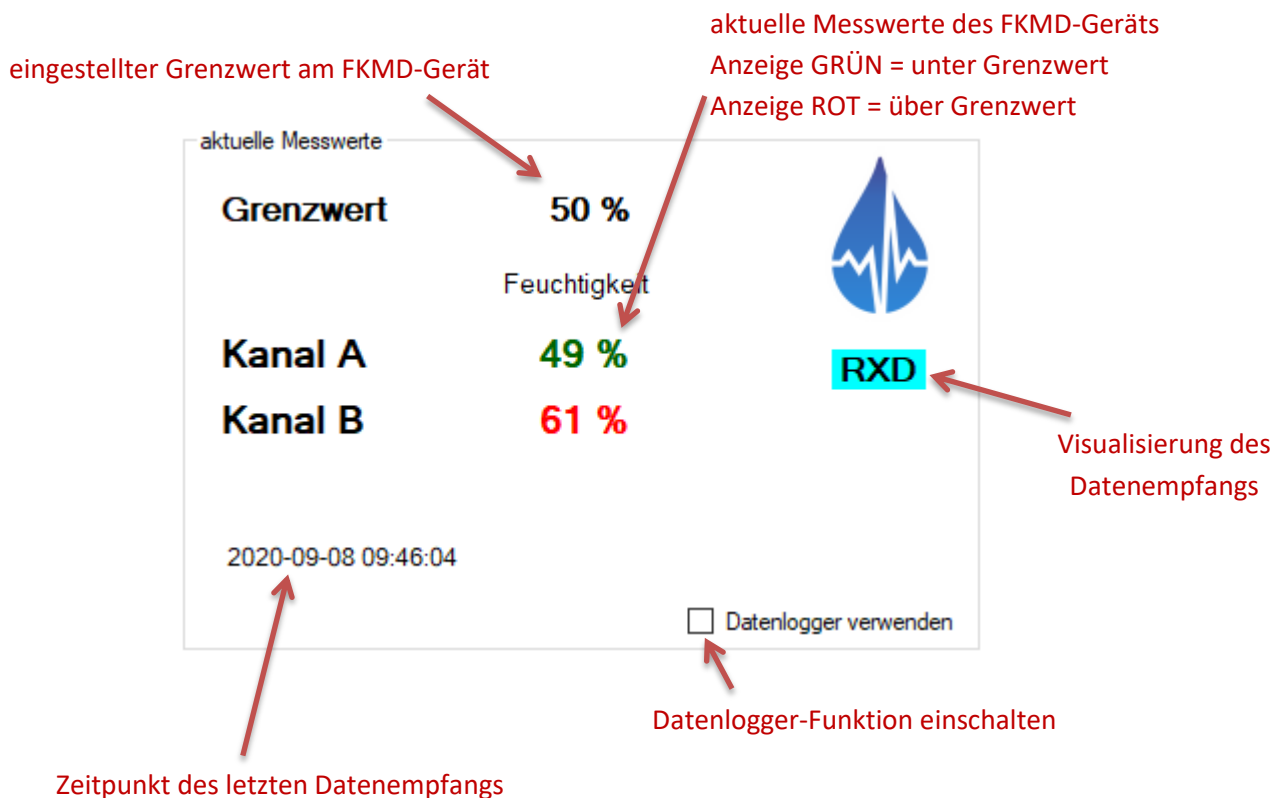 aktuelle Messwerte des FKMD-Geräts
eingestellter Grenzwert am FKMD-Gerät
Anzeige GRÜN = unter Grenzwert
Anzeige ROT = über Grenzwert
aktuelle Messwerte
Grenzwert 50 %
Feuchtigkeit
Kanal A 49 %
RXD
Kanal B 61 %
Visualisierung des
Datenempfangs
2020-09-08 09:46:04
Datenlogger verwenden
Datenlogger-Funktion einschalten
Zeitpunkt des letzten Datenempfangs